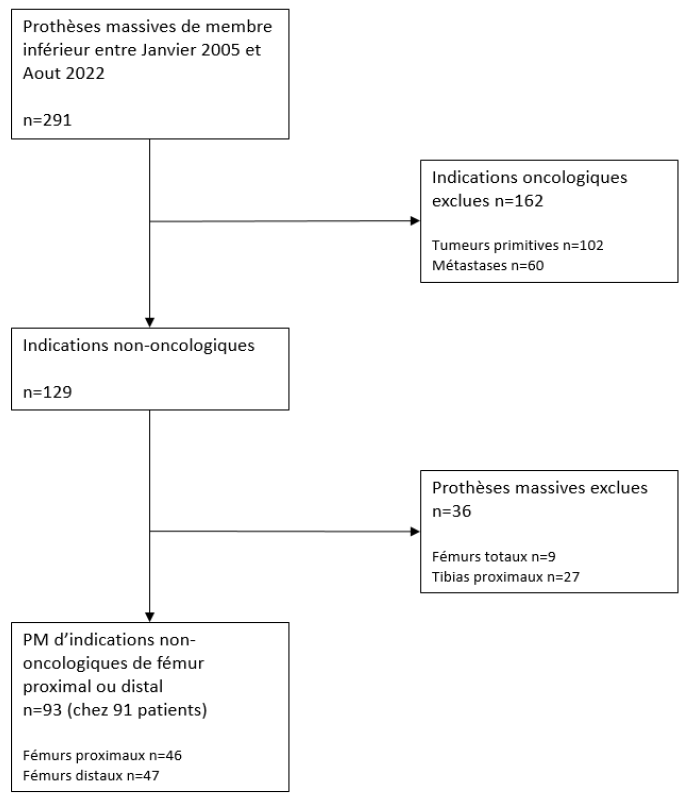 Prothèses massives de membre
inférieur entre Janvier 2005 et
Aout 2022
n=291
Indications oncologiques
exclues n=162
Tumeurs primitives n=102
Métastases n=60
Indications non-oncologiques
n=129
Prothèses massives exclues
n=36
Fémurs totaux n=9
Tibias proximaux n=27
PM d’indications non-
oncologiques de fémur
proximal ou distal
n=93 (chez 91 patients)
Fémurs proximaux n=46
Fémurs distaux n=47